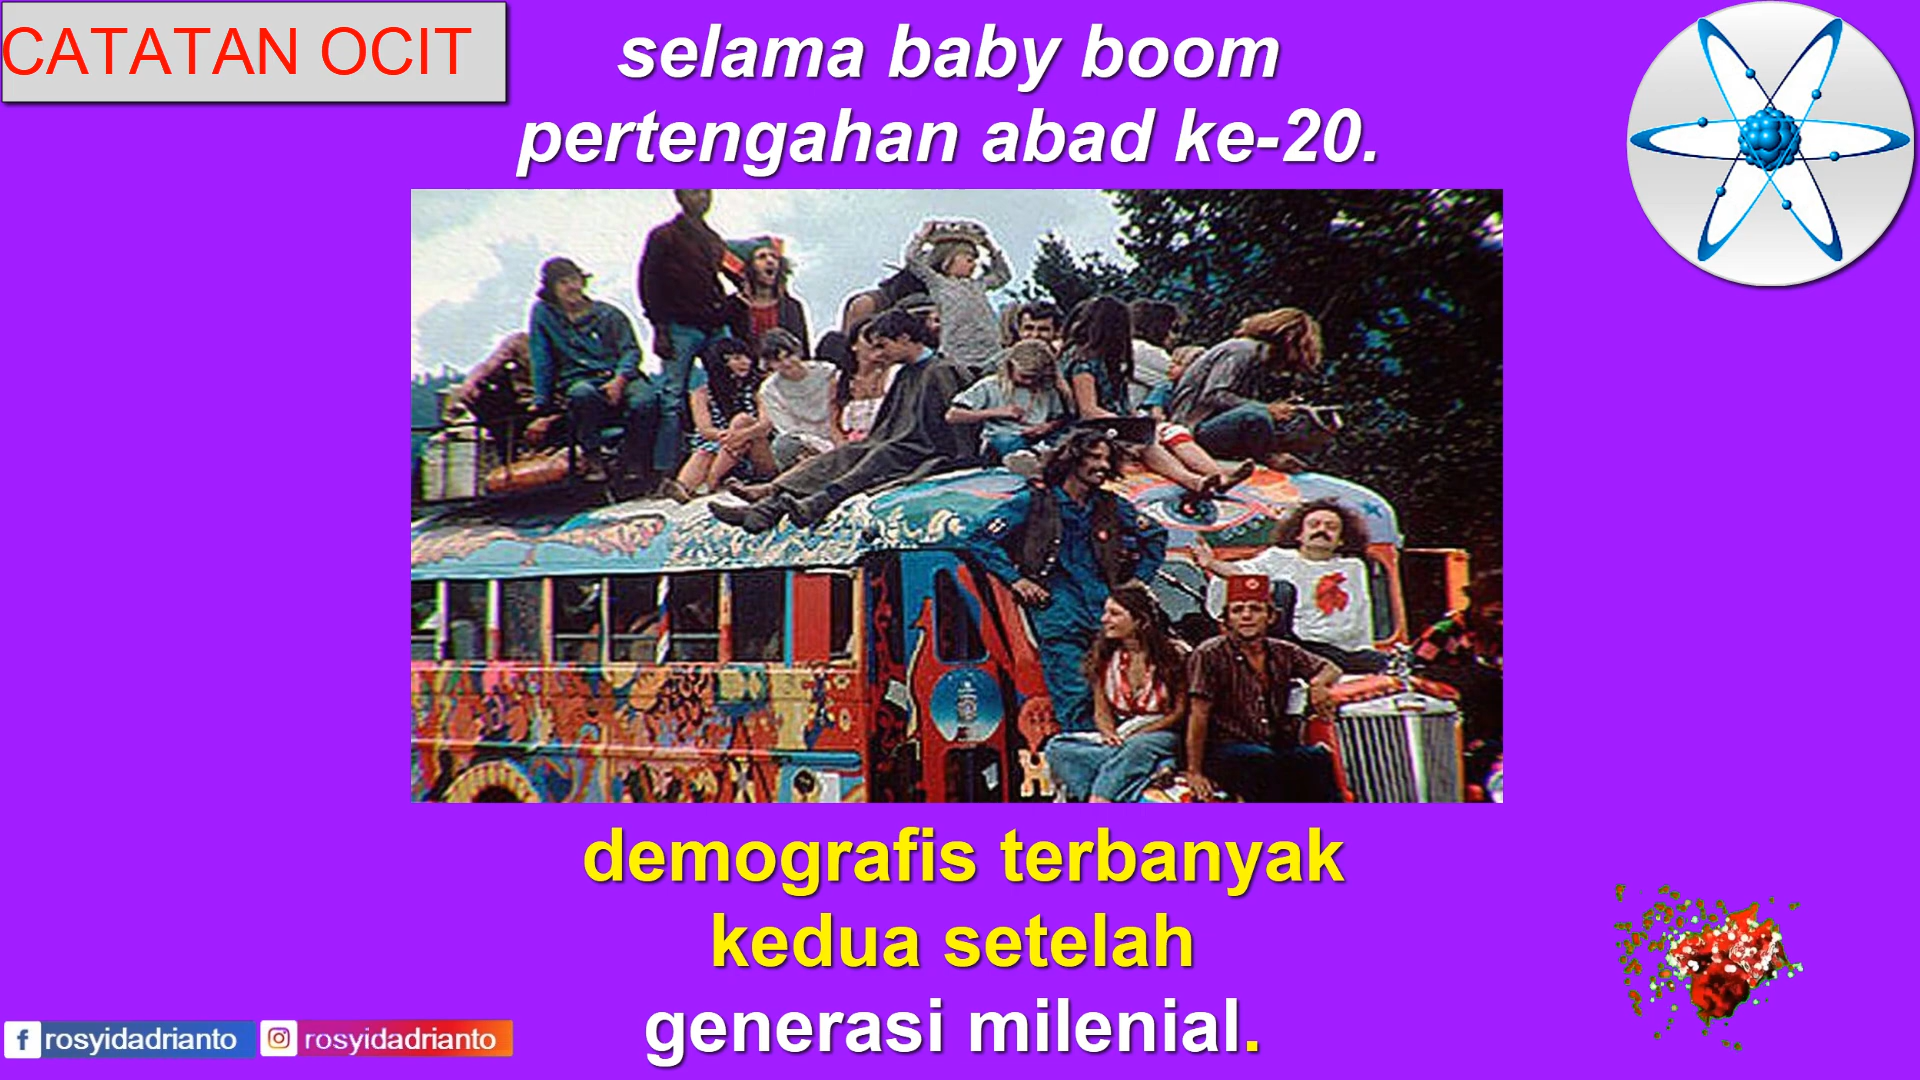 CATATAN OCIT
selama baby boom
pertengahan abad ke-20.
demografis terbanyak
kedua setelah
generasi milenial.
rosyidadrianto
rosyidadrianto